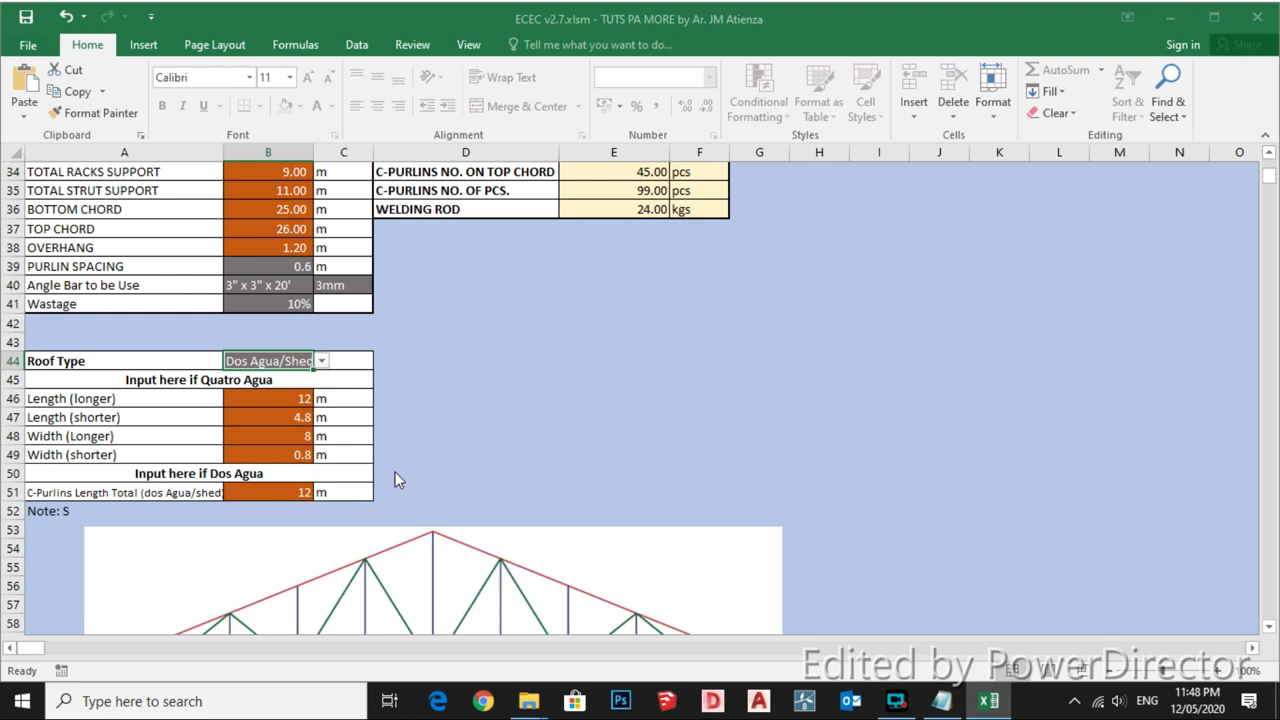 ECEC v2.7.xlsm - TUTS PA MORE by Ar. JM Atienza
File Home Insert Page Layout Formulas Data Review View Tell me what you want to do... Sign in Share
Paste Cut Copy Format Painter
Calibri 11 B I U A A A
Wrap Text Merge & Center
% ,
Conditional Formatting Format as Table Cell Styles
Insert Delete Format
AutoSum Fill Clear Sort & Filter Find & Select
Clipboard Font Alignment Number Styles Cells Editing
A B C D E F G H I J K L M N O
34 TOTAL RACKS SUPPORT 9.00 m C-PURLINS NO. ON TOP CHORD 45.00 pcs
35 TOTAL STRUT SUPPORT 11.00 m C-PURLINS NO. OF PCS. 99.00 pcs
36 BOTTOM CHORD 25.00 m WELDING ROD 24.00 kgs
37 TOP CHORD 26.00 m
38 OVERHANG 1.20 m
39 PURLIN SPACING 0.6 m
40 Angle Bar to be Use 3" x 3" x 20' 3mm
41 Wastage 10%
42
43
44 Roof Type Dos Agua/Shed
45 Input here if Quatro Agua
46 Length (longer) 12 m
47 Length (shorter) 4.8 m
48 Width (Longer) 8 m
49 Width (shorter) 0.8 m
50 Input here if Dos Agua
51 C-Purlins Length Total (dos Agua/shed) 12 m
52 Note: S
53
54
55
56
57
58
Ready 100%
Edited by PowerDirector
Type here to search
Ps D A
ENG 11:48 PM 12/05/2020